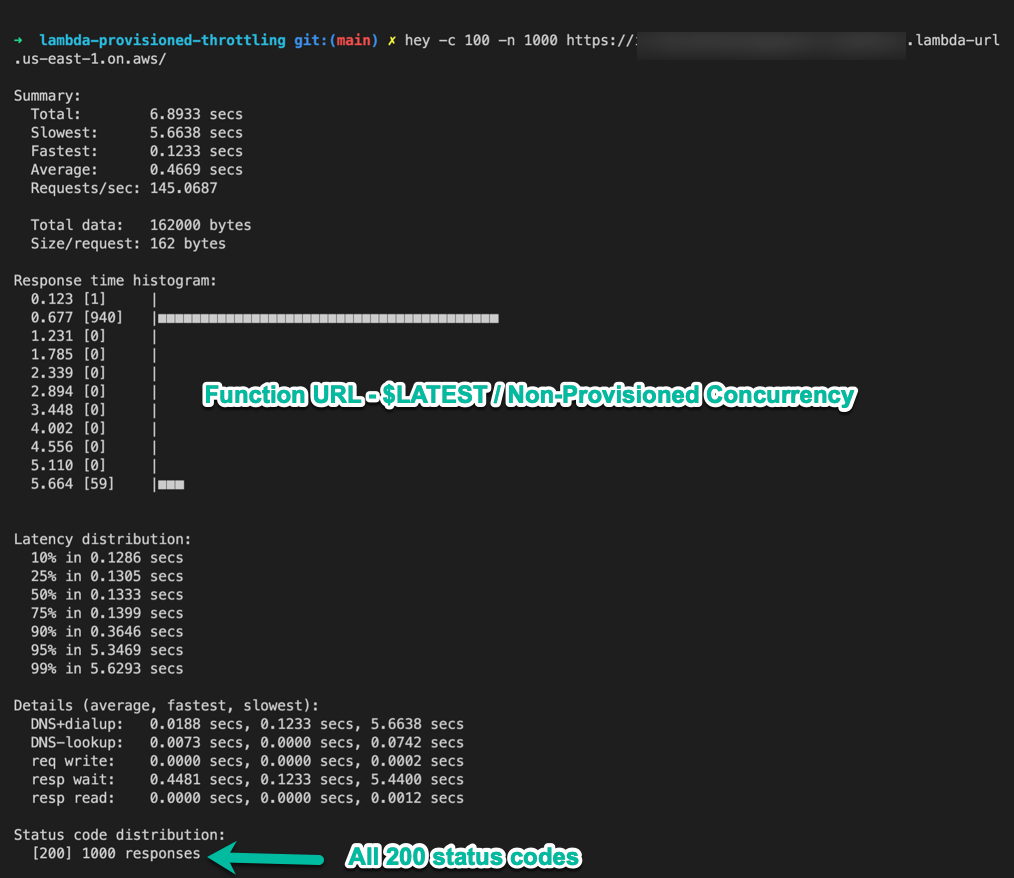 ➜ lambda-provisioned-throttling git:(main) ✗ hey -c 100 -n 1000 https:// .lambda-url
.us-east-1.on.aws/
Summary:
Total: 6.8933 secs
Slowest: 5.6638 secs
Fastest: 0.1233 secs
Average: 0.4669 secs
Requests/sec: 145.0687
Total data: 162000 bytes
Size/request: 162 bytes
Response time histogram:
0.123 [1] |
0.677 [940] |■■■■■■■■■■■■■■■■■■■■■■■■■■■■■■■■■■■■■■■■
1.231 [0] |
1.785 [0] |
2.339 [0] |
2.894 [0] |
Function URL - $LATEST / Non-Provisioned Concurrency
3.448 [0] |
4.002 [0] |
4.556 [0] |
5.110 [0] |
5.664 [59] |■■■
Latency distribution:
10% in 0.1286 secs
25% in 0.1305 secs
50% in 0.1333 secs
75% in 0.1399 secs
90% in 0.3646 secs
95% in 5.3469 secs
99% in 5.6293 secs
Details (average, fastest, slowest):
DNS+dialup: 0.0188 secs, 0.1233 secs, 5.6638 secs
DNS-lookup: 0.0073 secs, 0.0000 secs, 0.0742 secs
req write: 0.0000 secs, 0.0000 secs, 0.0002 secs
resp wait: 0.4481 secs, 0.1233 secs, 5.4400 secs
resp read: 0.0000 secs, 0.0000 secs, 0.0012 secs
Status code distribution:
[200] 1000 responses
All 200 status codes